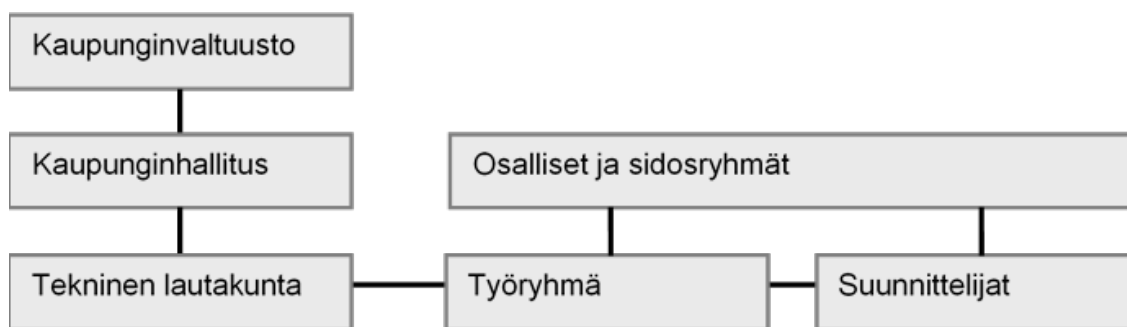 Kaupunginvaltuusto
Kaupunginhallitus
Osalliset ja sidosryhmät
Tekninen lautakunta
Työryhmä
Suunnittelijat